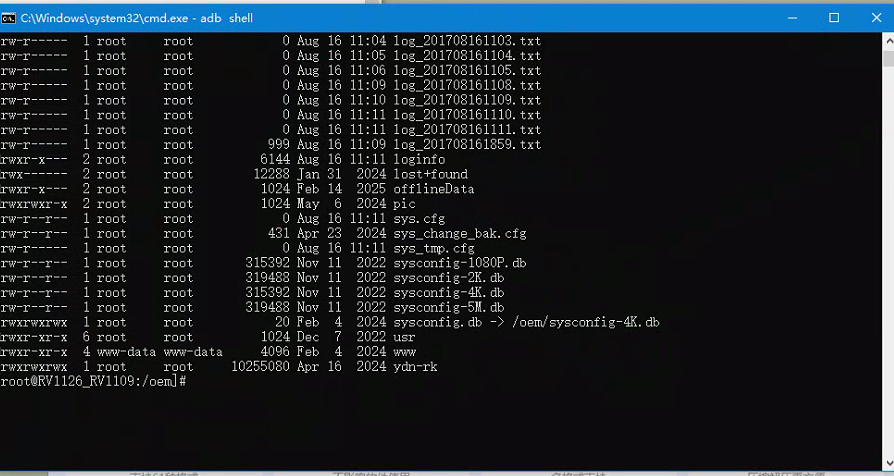 C:\Windows\system32\cmd.exe - adb shell
rw-r----- 1 root root 0 Aug 16 11:04 log_201708161103.txt
rw-r----- 1 root root 0 Aug 16 11:05 log_201708161104.txt
rw-r----- 1 root root 0 Aug 16 11:06 log_201708161105.txt
rw-r----- 1 root root 0 Aug 16 11:09 log_201708161108.txt
rw-r----- 1 root root 0 Aug 16 11:10 log_201708161109.txt
rw-r----- 1 root root 0 Aug 16 11:11 log_201708161110.txt
rw-r----- 1 root root 0 Aug 16 11:11 log_201708161111.txt
rw-r----- 1 root root 999 Aug 16 11:09 log_201708161859.txt
rwxr-x--- 2 root root 6144 Aug 16 11:11 loginfo
rwx------ 2 root root 12288 Jan 31 2024 lost+found
rwxr-x--- 2 root root 1024 Feb 14 2025 offlineData
rwxrwxr-x 2 root root 1024 May 6 2024 pic
rw-r--r-- 1 root root 0 Aug 16 11:11 sys.cfg
rw-r--r-- 1 root root 431 Apr 23 2024 sys_change_bak.cfg
rw-r----- 1 root root 0 Aug 16 11:11 sys_tmp.cfg
rw-r--r-- 1 root root 315392 Nov 11 2022 sysconfig-1080P.db
rw-r--r-- 1 root root 319488 Nov 11 2022 sysconfig-2K.db
rw-r--r-- 1 root root 315392 Nov 11 2022 sysconfig-4K.db
rw-r--r-- 1 root root 319488 Nov 11 2022 sysconfig-5M.db
rwxrwxrwx 1 root root 20 Feb 4 2024 sysconfig.db -> /oem/sysconfig-4K.db
rwxr-xr-x 6 root root 1024 Dec 7 2022 usr
rwxr-xr-x 4 www-data www-data 4096 Feb 4 2024 www
rwxrwxrwx 1 root root 10255080 Apr 16 2024 ydn-rk
root@RV1126_RV1109:/oem]#